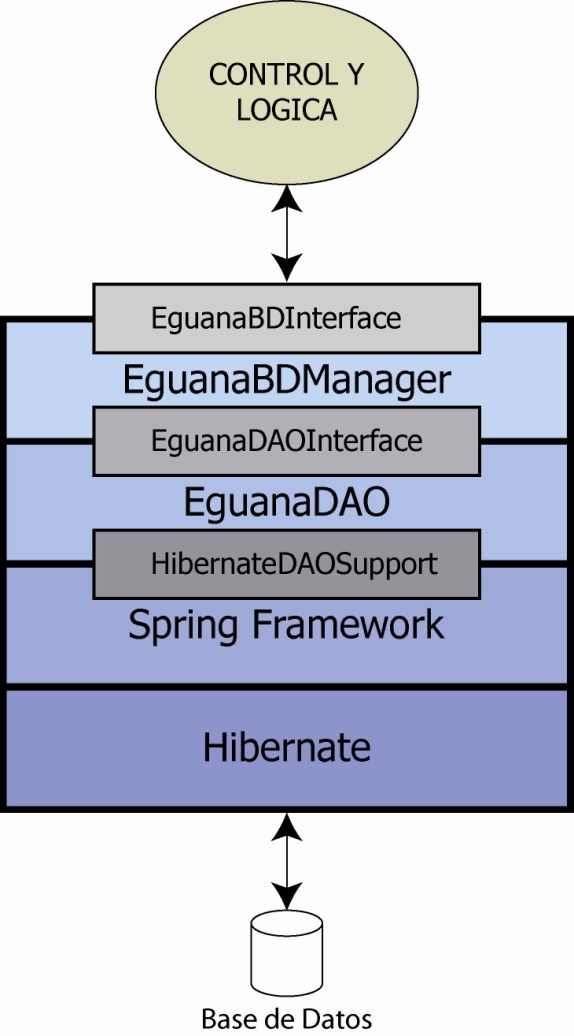 CONTROL Y
LOGICA
EguanaBDInterface
EguanaBDManager
EguanaDAOInterface
EguanaDAO
HibernateDAOSupport
Spring Framework
Hibernate
Base de Datos